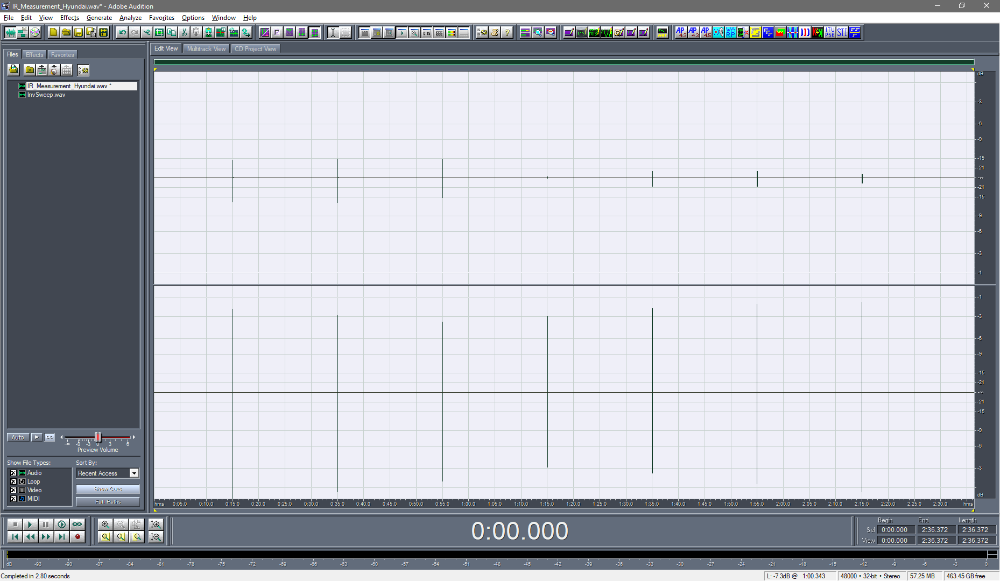 IR_Measurement_Hyundai.wav* - Adobe Audition
File Edit View Effects Generate Analyze Favorites Options Window Help
Files Effects Favorites
Edit View Multitrack View CD Project View
IR_Measurement_Hyundai.wav *
InvSweep.wav
dB
-3
-6
-9
-15
-21
-∞
-21
-15
-9
-6
-3
-1
-1
-3
-6
-9
-15
-21
-∞
-21
-15
-9
-6
-3
dB
hms 0:05.0 0:10.0 0:15.0 0:20.0 0:25.0 0:30.0 0:35.0 0:40.0 0:45.0 0:50.0 0:55.0 1:00.0 1:05.0 1:10.0 1:15.0 1:20.0 1:25.0 1:30.0 1:35.0 1:40.0 1:45.0 1:50.0 1:55.0 2:00.0 2:05.0 2:10.0 2:15.0 2:20.0 2:25.0 2:30.0 hms
Auto
-∞ -9 -3 0 3 6
Preview Volume
Show File Types: Sort By:
Audio
Loop
Video
MIDI
Recent Access
Show Cues
Full Paths
0:00.000
Begin End Length
Sel 0:00.000 2:36.372 2:36.372
View 0:00.000 2:36.372 2:36.372
dB -93 -90 -87 -84 -81 -78 -75 -72 -69 -66 -63 -60 -57 -54 -51 -48 -45 -42 -39 -36 -33 -30 -27 -24 -21 -18 -15 -12 -9 -6 -3 0
Completed in 2.80 seconds
L: -7.3dB @ 1:00.343 48000 • 32-bit • Stereo 57.25 MB 463.45 GB free